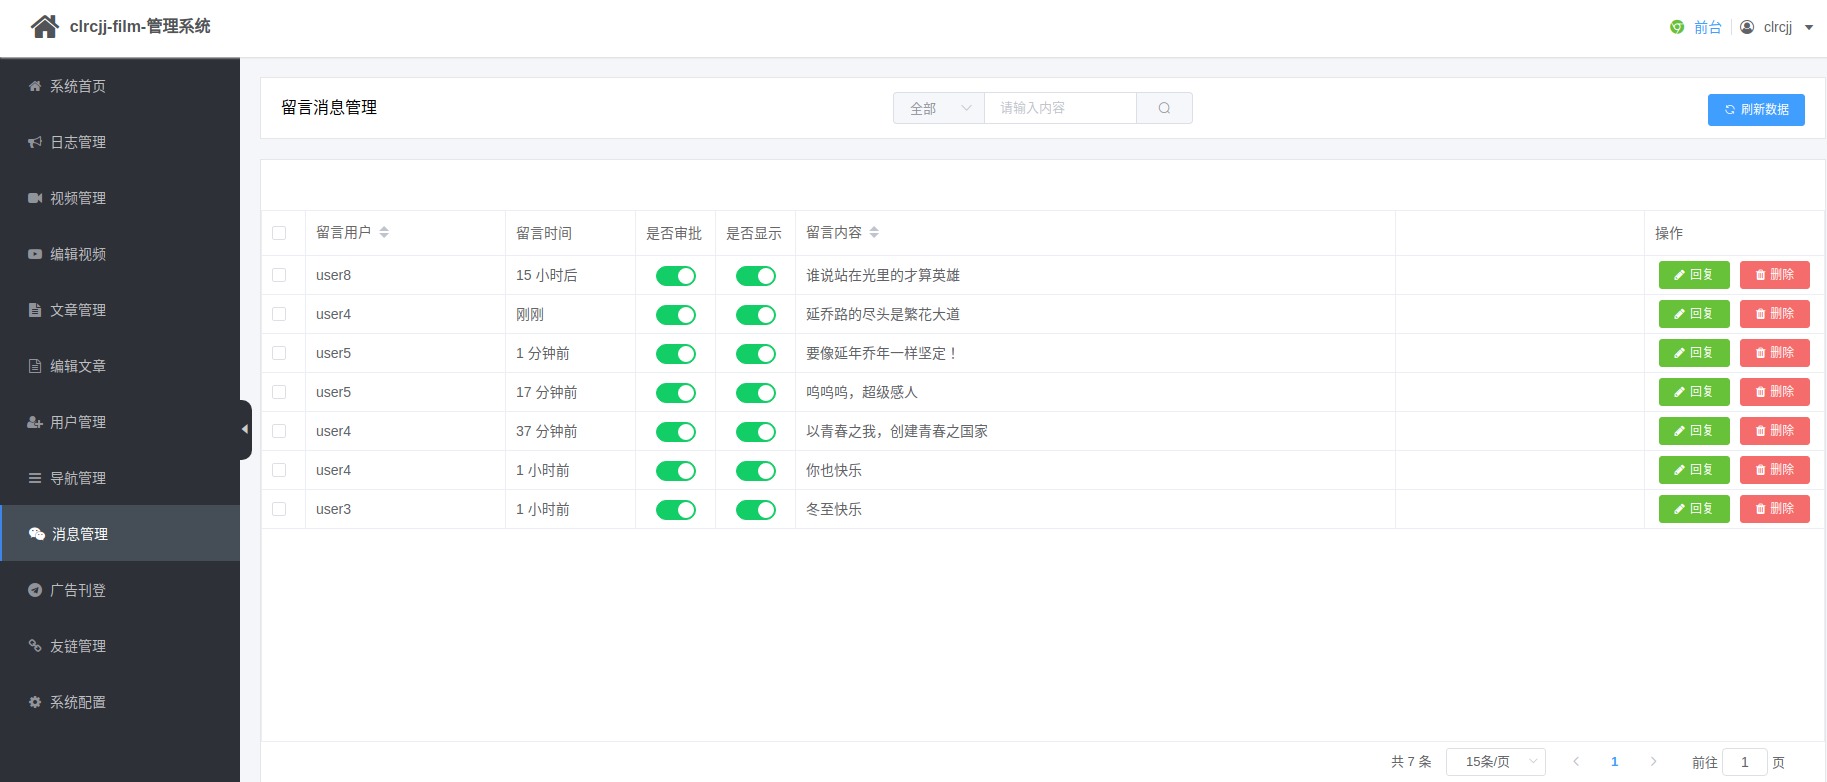 clrcjj-film-管理系统
前台 clrcjj
系统首页
日志管理
视频管理
编辑视频
文章管理
编辑文章
用户管理
导航管理
消息管理
广告刊登
友链管理
系统配置
留言消息管理 全部 请输入内容 刷新数据
留言用户 留言时间 是否审批 是否显示 留言内容 操作
user8 15 小时后 谁说站在光里的才算英雄 回复 删除
user4 刚刚 延乔路的尽头是繁花大道 回复 删除
user5 1 分钟前 要像延年乔年一样坚定！ 回复 删除
user5 17 分钟前 呜呜呜，超级感人 回复 删除
user4 37 分钟前 以青春之我，创建青春之国家 回复 删除
user4 1 小时前 你也快乐 回复 删除
user3 1 小时前 冬至快乐 回复 删除
共 7 条 15条/页 1 前往 1 页